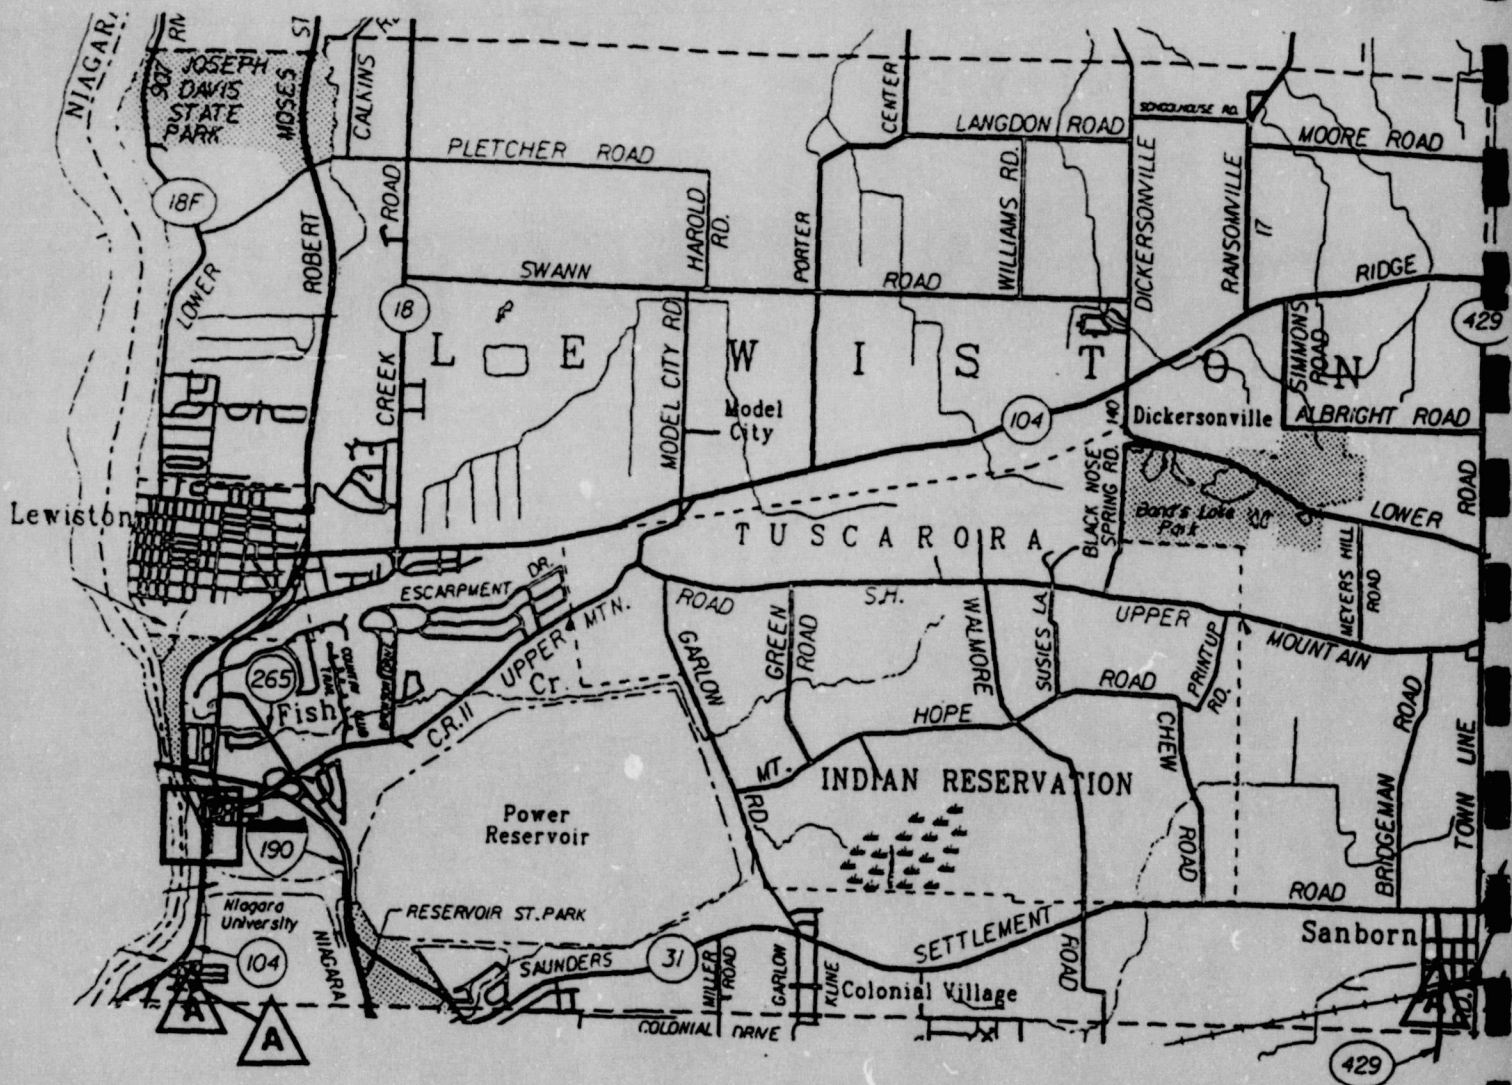 NIAGARA
RN
ST
JOSEPH
DAVIS
STATE
PARK
907
MOSES
CALKINS
CENTER
LANGDON ROAD
SCHOOLHOUSE RD.
MOORE ROAD
PLETCHER ROAD
18F
ROAD
HAROLD
RD.
PORTER
WILLIAMS RD.
DICKERSONVILLE
RANSOMVILLE
17
LOWER
ROBERT
SWANN
ROAD
RIDGE
18
429
LEWISTON
CREEK
MODEL CITY RD.
Model
City
SIMMONS
ROAD
104
140
Dickersonville
ALBRIGHT ROAD
Lewiston
BLACK NOSE
SPRING RD.
Bond's Lake
Park
LOWER
ROAD
TUSCARORA
ESCARPMENT DR.
UPPER MTN.
ROAD
S.H.
UPPER
MOUNTAIN
MEYERS HILL
ROAD
GARLOW
GREEN
ROAD
WALMORE
SUSIES LA.
ROAD
PRINTUP
RD.
265
Fish
Cr.
C.R.11
HOPE
CHEW
ROAD
MT.
INDIAN RESERVATION
TOWN LINE
Power
Reservoir
RD.
190
BRIDGEMAN
ROAD
ROAD
Niagara
University
RESERVOIR ST. PARK
NIAGARA
104
SAUNDERS
31
SETTLEMENT
Sanborn
MILLER
ROAD
GARLOW
KLINE
Colonial Village
ROAD
COLONIAL DRIVE
RD.
A
A
A
429